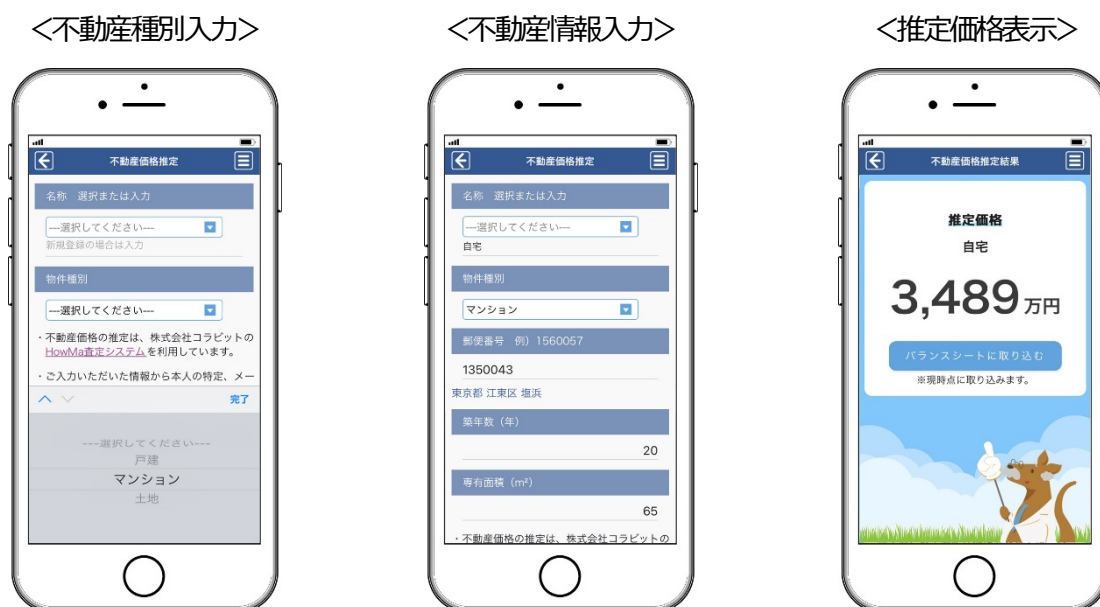 <不動産種別入力>
不動産価格推定
名称 選択または入力
---選択してください---
新規登録の場合は入力
物件種別
---選択してください---
・不動産価格の推定は、株式会社コラビットの
HowMa査定システムを利用しています。
・ご入力いただいた情報から本人の特定、メー
完了
---選択してください---
戸建
マンション
土地
<不動産情報入力>
不動産価格推定
名称 選択または入力
---選択してください---
自宅
物件種別
マンション
郵便番号 例）1560057
1350043
東京都 江東区 塩浜
築年数（年）
20
専有面積（m²）
65
・不動産価格の推定は、株式会社コラビットの
<推定価格表示>
不動産価格推定結果
推定価格
自宅
3,489万円
バランスシートに取り込む
※現時点に取り込みます。